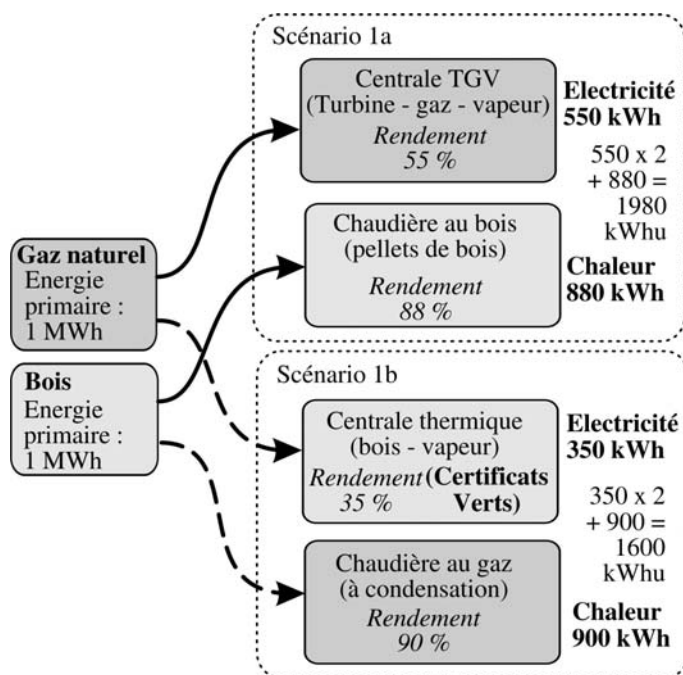 Scénario 1a
Centrale TGV
(Turbine - gaz - vapeur)
Rendement
55 %
Electricité
550 kWh
550 x 2
+ 880 =
1980
kWhu
Chaudière au bois
(pellets de bois)
Rendement
88 %
Chaleur
880 kWh
Gaz naturel
Energie
primaire :
1 MWh
Bois
Energie
primaire :
1 MWh
Scénario 1b
Centrale thermique
(bois - vapeur)
Rendement (Certificats
35 % Verts)
Electricité
350 kWh
350 x 2
+ 900 =
1600
kWhu
Chaudière au gaz
(à condensation)
Rendement
90 %
Chaleur
900 kWh